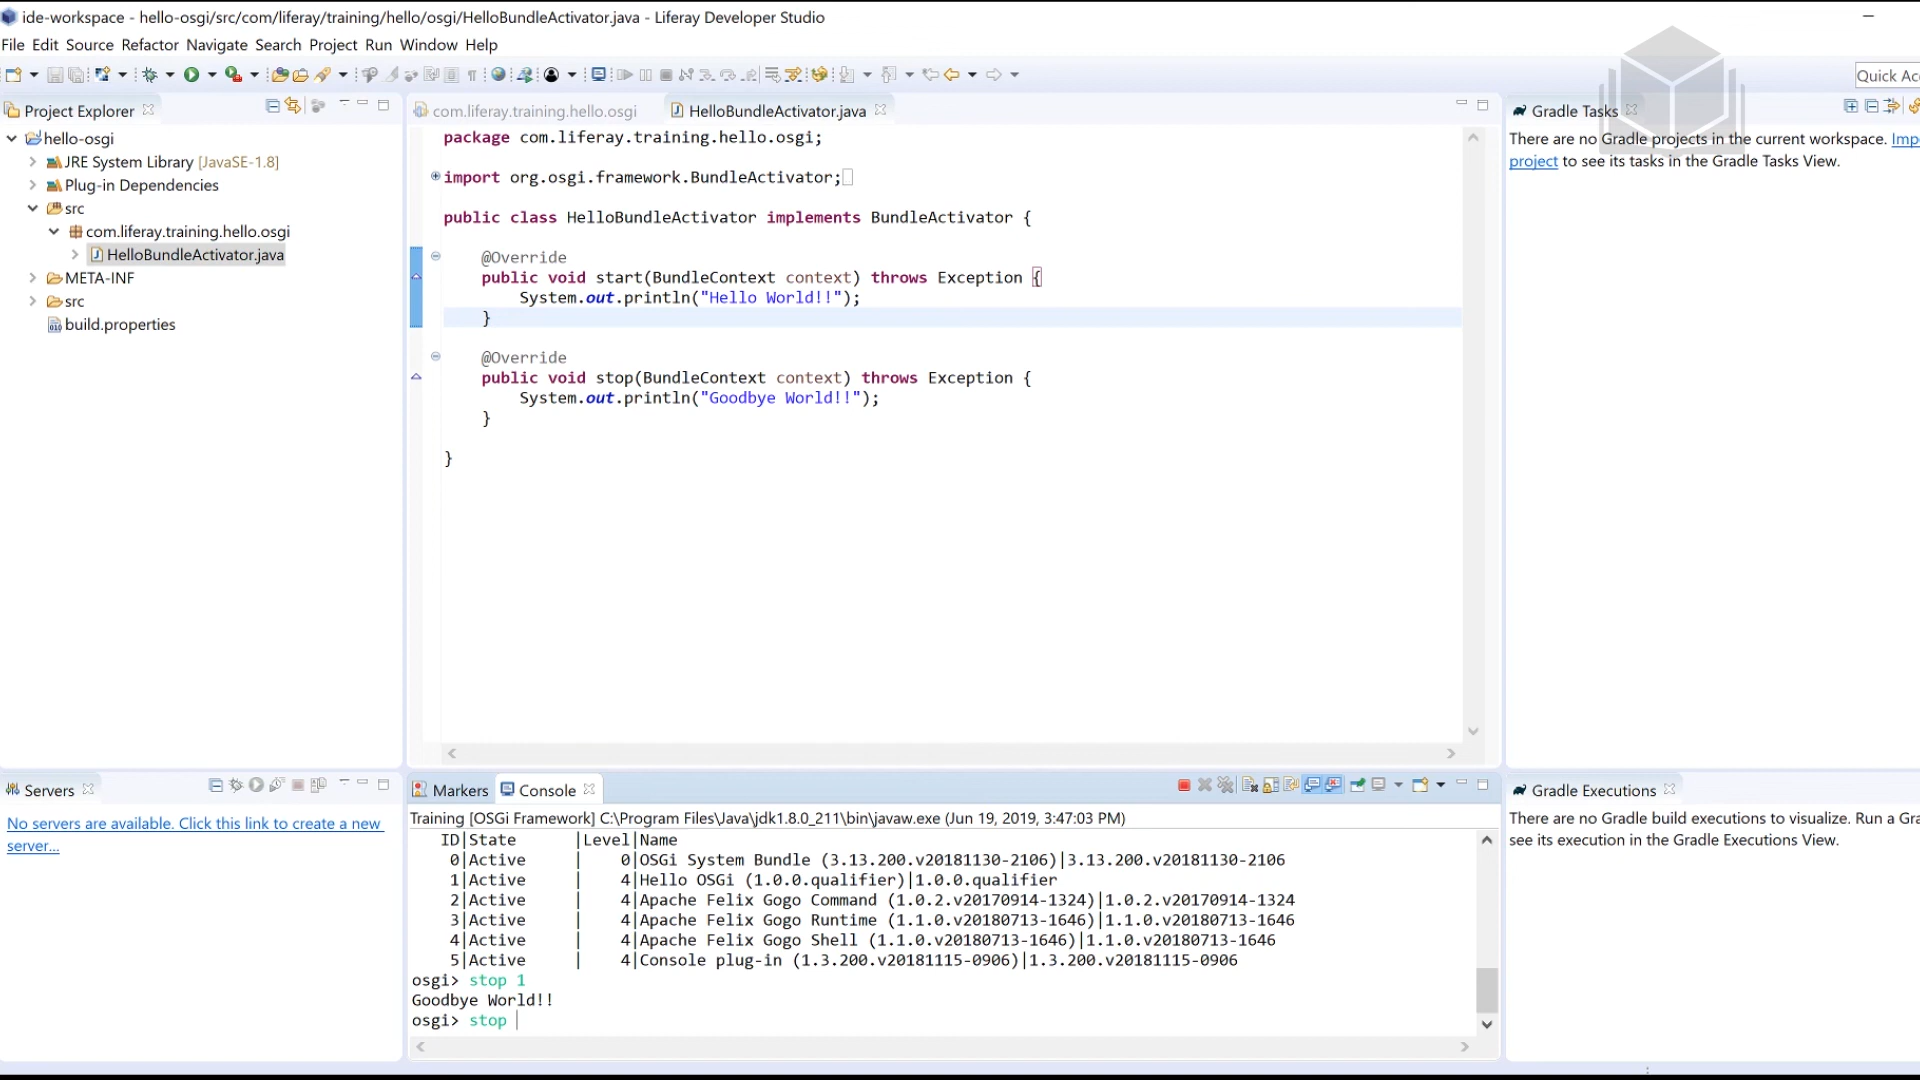 ide-workspace - hello-osgi/src/com/liferay/training/hello/osgi/HelloBundleActivator.java - Liferay Developer Studio
File Edit Source Refactor Navigate Search Project Run Window Help
Quick Ac
Project Explorer
hello-osgi
JRE System Library [JavaSE-1.8]
Plug-in Dependencies
src
com.liferay.training.hello.osgi
HelloBundleActivator.java
META-INF
src
build.properties
com.liferay.training.hello.osgi
HelloBundleActivator.java
package com.liferay.training.hello.osgi;
import org.osgi.framework.BundleActivator;
public class HelloBundleActivator implements BundleActivator {
@Override
public void start(BundleContext context) throws Exception {
System.out.println("Hello World!!");
}
@Override
public void stop(BundleContext context) throws Exception {
System.out.println("Goodbye World!!");
}
}
Gradle Tasks
There are no Gradle projects in the current workspace. Imp
project to see its tasks in the Gradle Tasks View.
Servers
No servers are available. Click this link to create a new
server...
Markers
Console
Training [OSGi Framework] C:\Program Files\Java\jdk1.8.0_211\bin\javaw.exe (Jun 19, 2019, 3:47:03 PM)
ID|State |Level|Name
0|Active | 0|OSGi System Bundle (3.13.200.v20181130-2106)|3.13.200.v20181130-2106
1|Active | 4|Hello OSGi (1.0.0.qualifier)|1.0.0.qualifier
2|Active | 4|Apache Felix Gogo Command (1.0.2.v20170914-1324)|1.0.2.v20170914-1324
3|Active | 4|Apache Felix Gogo Runtime (1.1.0.v20180713-1646)|1.1.0.v20180713-1646
4|Active | 4|Apache Felix Gogo Shell (1.1.0.v20180713-1646)|1.1.0.v20180713-1646
5|Active | 4|Console plug-in (1.3.200.v20181115-0906)|1.3.200.v20181115-0906
osgi> stop 1
Goodbye World!!
osgi> stop
Gradle Executions
There are no Gradle build executions to visualize. Run a Gra
see its execution in the Gradle Executions View.